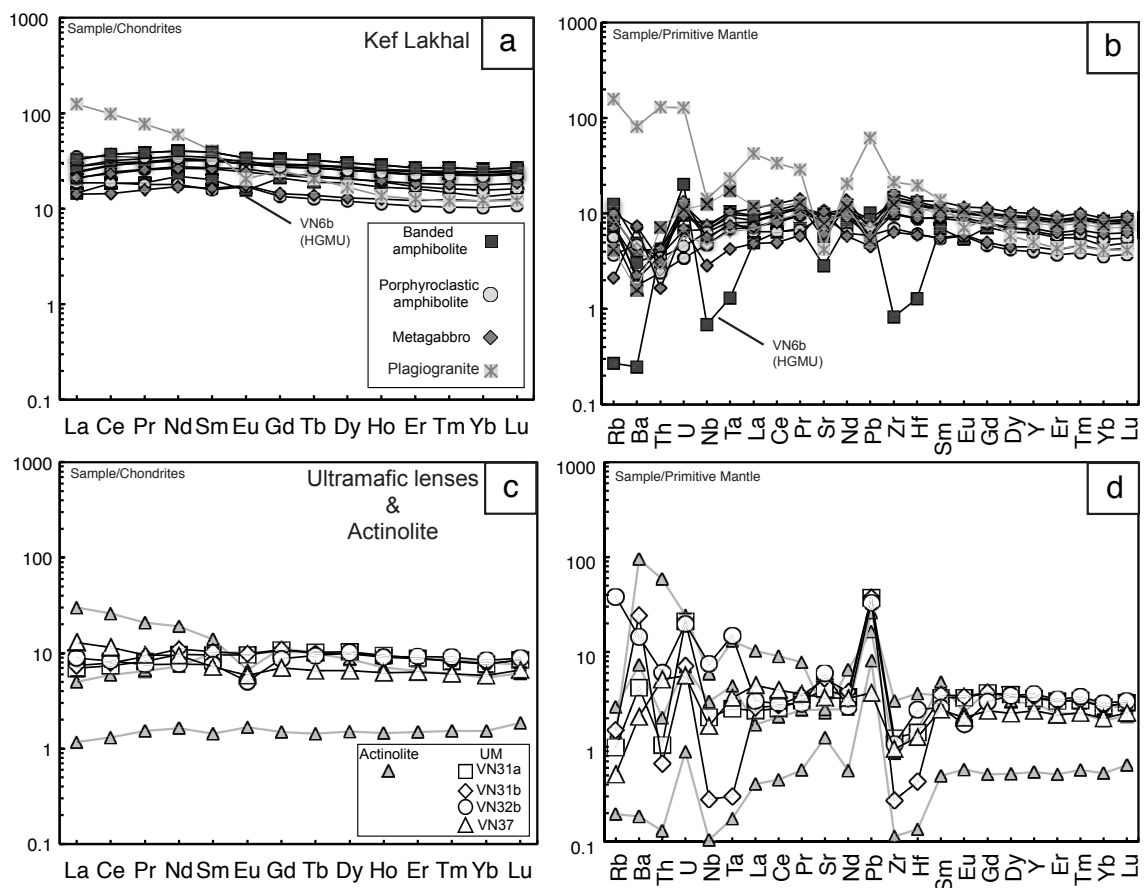 1000
100
10
1
0.1
Sample/Chondrites
Kef Lakhal
a
VN6b
(HGMU)
Banded
amphibolite
Porphyroclastic
amphibolite
Metagabbro
Plagiogranite
La Ce Pr Nd Sm Eu Gd Tb Dy Ho Er Tm Yb Lu
1000
100
10
1
0.1
Sample/Primitive Mantle
b
VN6b
(HGMU)
Rb Ba Th U Nb Ta La Ce Pr Sr Nd Pb Zr Hf Sm Eu Gd Dy Y Er Tm Yb Lu
1000
100
10
1
0.1
Sample/Chondrites
Ultramafic lenses
&
Actinolite
c
Actinolite UM
VN31a
VN31b
VN32b
VN37
La Ce Pr Nd Sm Eu Gd Tb Dy Ho Er Tm Yb Lu
1000
100
10
1
0.1
Sample/Primitive Mantle
d
Rb Ba Th U Nb Ta La Ce Pr Sr Nd Pb Zr Hf Sm Eu Gd Dy Y Er Tm Yb Lu